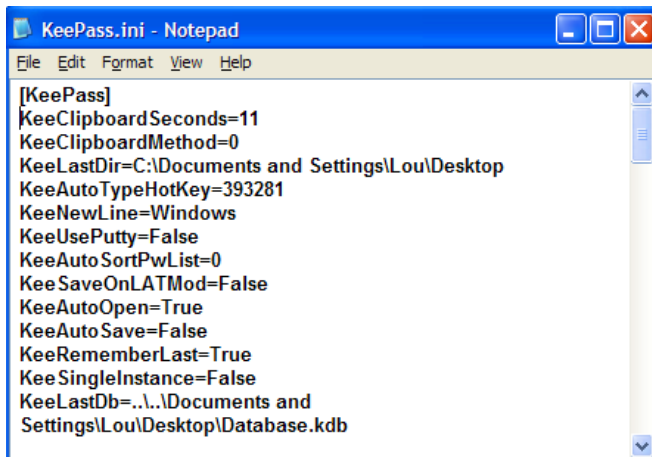 KeePass.ini - Notepad
File Edit Format View Help
[KeePass]
KeeClipboardSeconds=11
KeeClipboardMethod=0
KeeLastDir=C:\Documents and Settings\Lou\Desktop
KeeAutoTypeHotKey=393281
KeeNewLine=Windows
KeeUsePutty=False
KeeAutoSortPwList=0
KeeSaveOnLATMod=False
KeeAutoOpen=True
KeeAutoSave=False
KeeRememberLast=True
KeeSingleInstance=False
KeeLastDb=..\..\Documents and
Settings\Lou\Desktop\Database.kdb